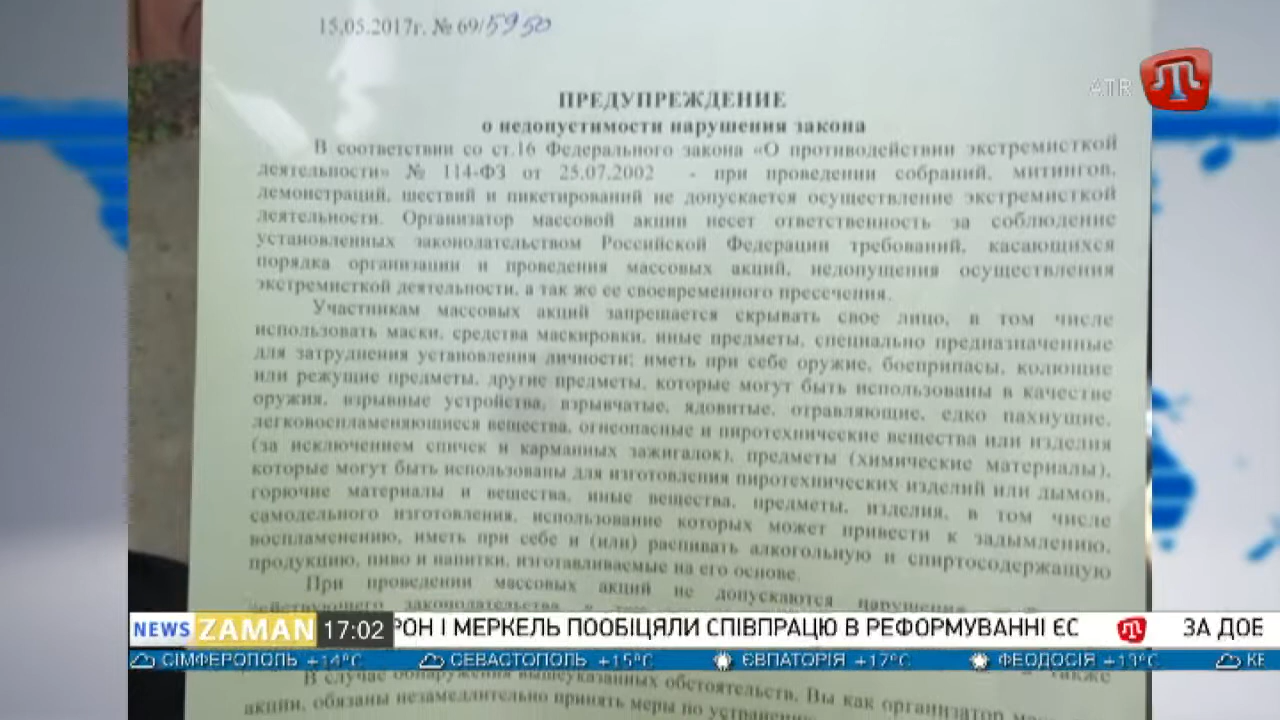 15.05.2017г. № 69/5950
ATR
ПРЕДУПРЕЖДЕНИЕ
о недопустимости нарушения закона
В соответствии со ст.16 Федерального закона «О противодействии экстремисткой
деятельности» № 114-ФЗ от 25.07.2002 - при проведении собраний, митингов,
демонстраций, шествий и пикетирований не допускается осуществление экстремисткой
деятельности. Организатор массовой акции несет ответственность за соблюдение
установленных законодательством Российской Федерации требований, касающихся
порядка организации и проведения массовых акций, недопущения осуществления
экстремисткой деятельности, а так же ее своевременного пресечения.
Участникам массовых акций запрещается скрывать свое лицо, в том числе
использовать маски, средства маскировки, иные предметы, специально предназначенные
для затруднения установления личности; иметь при себе оружие, боеприпасы, колющие
или режущие предметы, другие предметы, которые могут быть использованы в качестве
оружия, взрывные устройства, взрывчатые, ядовитые, отравляющие, едко пахнущие,
легковоспламеняющиеся вещества, огнеопасные и пиротехнические вещества или изделия
(за исключением спичек и карманных зажигалок), предметы (химические материалы),
которые могут быть использованы для изготовления пиротехнических изделий или дымов,
горючие материалы и вещества, иные вещества, предметы, изделия, в том числе
самодельного изготовления, использование которых может привести к задымлению,
воспламенению, иметь при себе и (или) распивать алкогольную и спиртосодержащую
продукцию, пиво и напитки, изготавливаемые на его основе.
При проведении массовых акций не допускаются нарушения
действующего законодательства
NEWS ZAMAN 17:02 РОН І МЕРКЕЛЬ ПООБІЦЯЛИ СПІВПРАЦЮ В РЕФОРМУВАННІ ЄС ЗА ДОЕ
СІМФЕРОПОЛЬ +14°C СЕВАСТОПОЛЬ +15°C ЄВПАТОРІЯ +17°C ФЕОДОСІЯ +13°C КЕ
также
В случае обнаружения вышеуказанных обстоятельств, Вы как организатор
акции, обязаны незамедлительно принять меры по